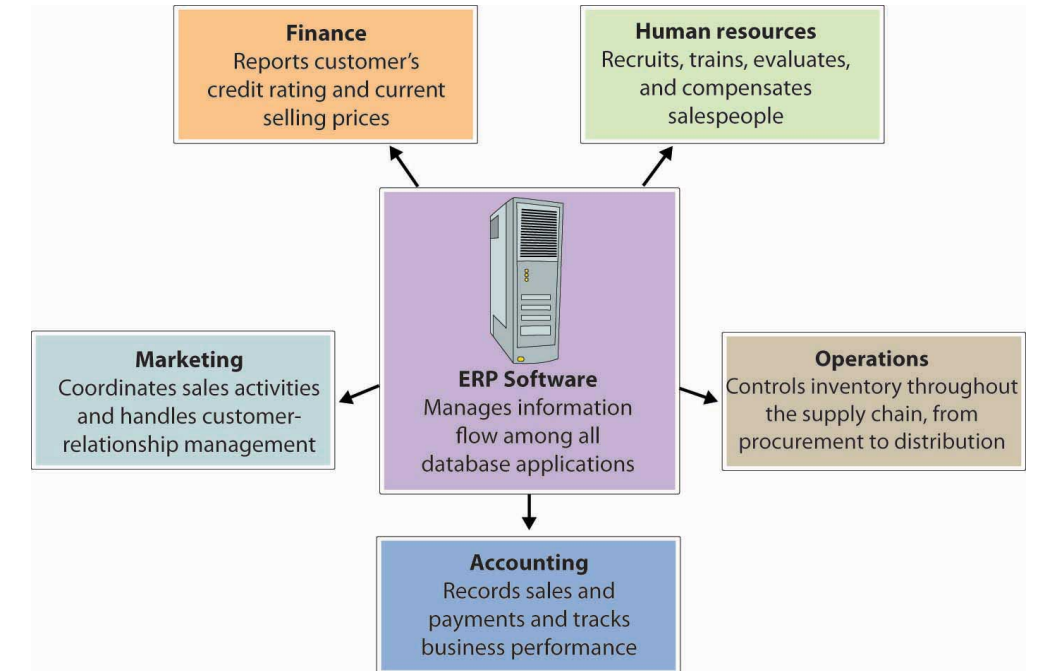 Finance
Reports customer's
credit rating and current
selling prices
Human resources
Recruits, trains, evaluates,
and compensates
salespeople
Marketing
Coordinates sales activities
and handles customer-
relationship management
ERP Software
Manages information
flow among all
database applications
Operations
Controls inventory throughout
the supply chain, from
procurement to distribution
Accounting
Records sales and
payments and tracks
business performance